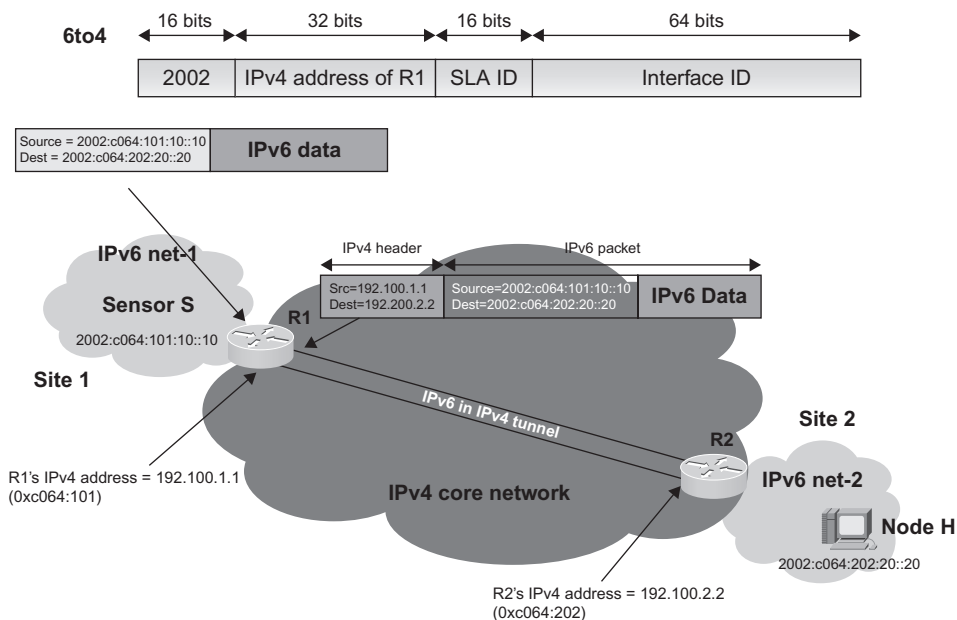 16 bits 32 bits 16 bits 64 bits
6to4
2002 IPv4 address of R1 SLA ID Interface ID
Source = 2002:c064:101:10::10
Dest = 2002:c064:202:20::20
IPv6 data
IPv4 header IPv6 packet
Src=192.100.1.1
Dest=192.200.2.2
Source=2002:c064:101:10::10
Dest=2002:c064:202:20::20
IPv6 Data
IPv6 net-1
Sensor S
2002:c064:101:10::10
R1
Site 1
IPv6 in IPv4 tunnel
R1's IPv4 address = 192.100.1.1
(0xc064:101)
IPv4 core network
Site 2
R2
IPv6 net-2
Node H
2002:c064:202:20::20
R2's IPv4 address = 192.100.2.2
(0xc064:202)